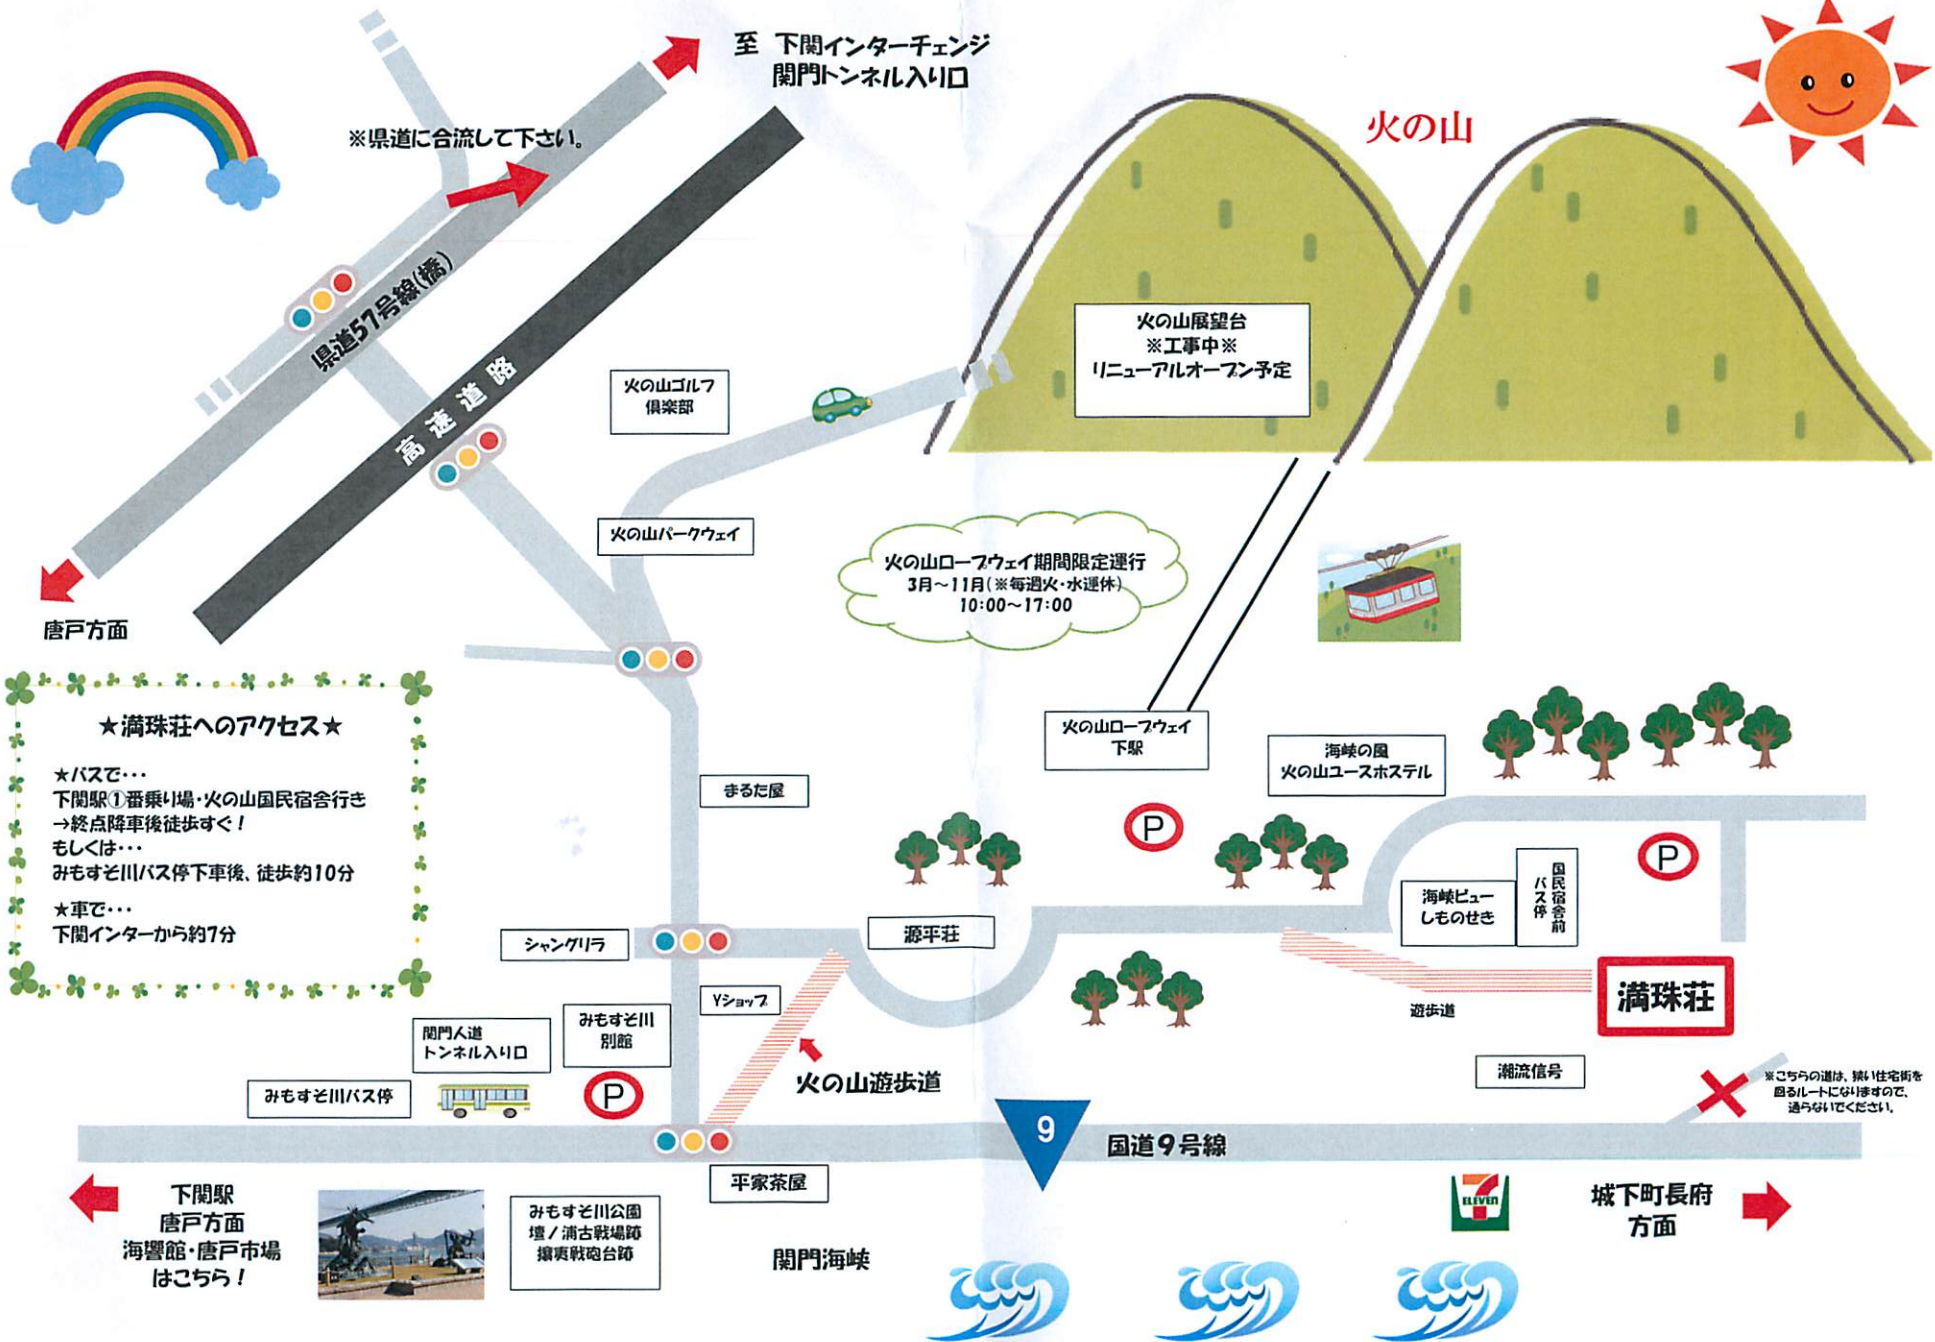 至 下関インターチェンジ
関門トンネル入り口
※県道に合流して下さい。
火の山
県道57号線(橋)
高速道路
火の山展望台
※工事中※
リニューアルオープン予定
火の山ゴルフ
倶楽部
火の山パークウェイ
火の山ロープウェイ期間限定運行
3月～11月(※毎週火・水運休)
10:00～17:00
唐戸方面
★満珠荘へのアクセス★
★バスで・・・
下関駅①番乗り場・火の山国民宿舎行き
→終点降車後徒歩すぐ！
もしくは・・・
みもすそ川バス停下車後、徒歩約10分
★車で・・・
下関インターから約7分
火の山ロープウェイ
下駅
海峡の風
火の山ユースホステル
まるた屋
P
P
海峡ビュー
しものせき
国民宿舎前
バス停
シャングリラ
源平荘
Yショップ
満珠荘
遊歩道
関門人道
トンネル入り口
みもすそ川
別館
火の山遊歩道
潮流信号
※こちらの道は、狭い住宅街を
回るルートになりますので、
通らないでください。
みもすそ川バス停
P
9
国道9号線
平家茶屋
下関駅
唐戸方面
海響館・唐戸市場
はこちら！
みもすそ川公園
壇ノ浦古戦場跡
攘夷戦砲台跡
関門海峡
7
ELEVEN
城下町長府
方面